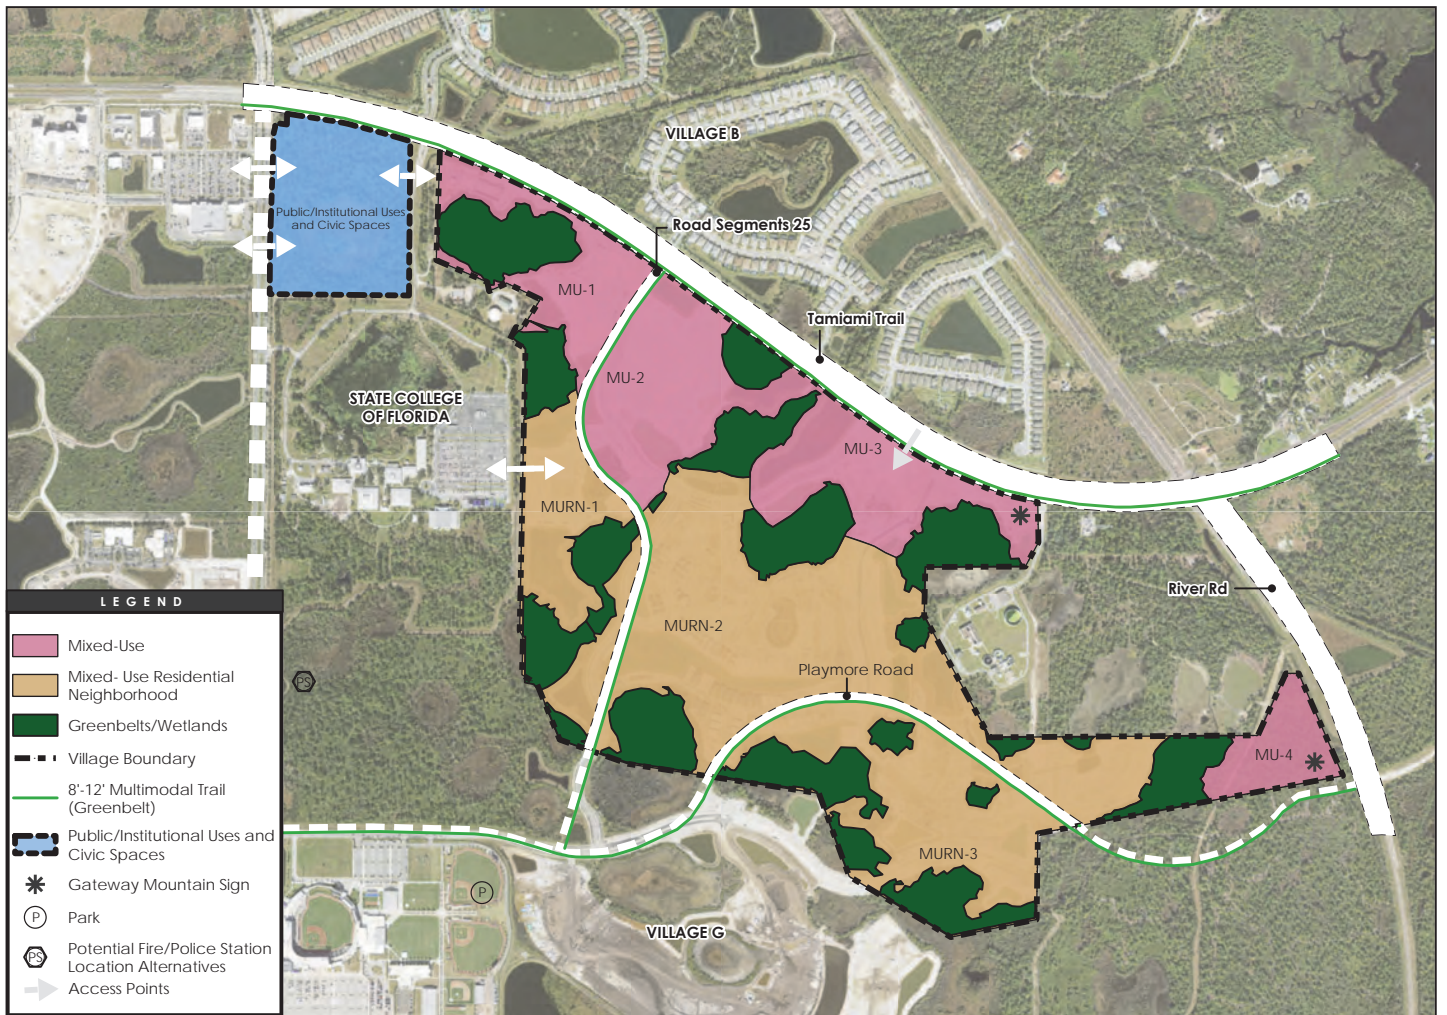 VILLAGE B
Public/Institutional Uses
and Civic Spaces
Road Segments 25
MU-1
Tamiami Trail
MU-2
STATE COLLEGE
OF FLORIDA
MU-3
MURN-1
River Rd
MURN-2
Playmore Road
MU-4
MURN-3
VILLAGE G
P
PS
LEGEND
Mixed-Use
Mixed- Use Residential
Neighborhood
Greenbelts/Wetlands
Village Boundary
8'-12' Multimodal Trail
(Greenbelt)
Public/Institutional Uses and
Civic Spaces
Gateway Mountain Sign
P Park
PS Potential Fire/Police Station
Location Alternatives
Access Points